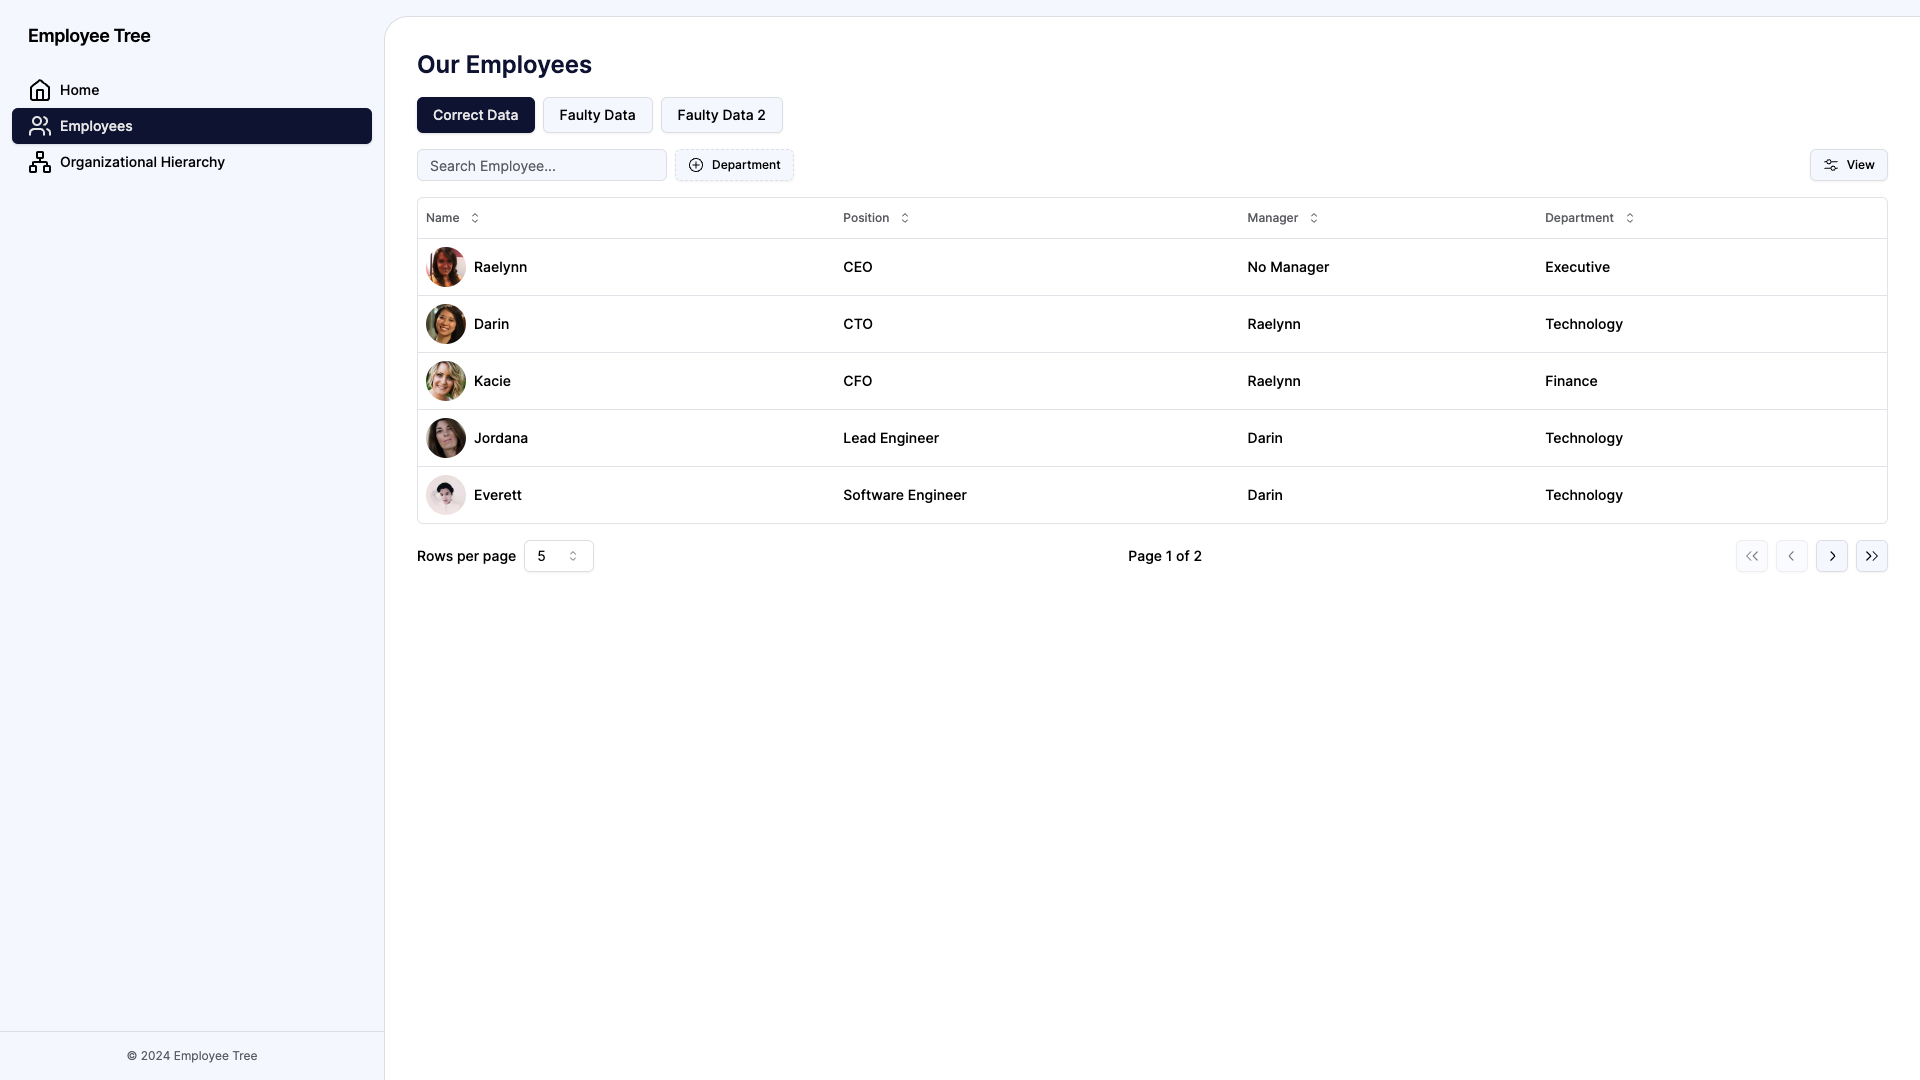 Employee Tree
Home
Employees
Organizational Hierarchy
Our Employees
Correct Data
Faulty Data
Faulty Data 2
Search Employee...
Department
View
Name Position Manager Department
Raelynn CEO No Manager Executive
Darin CTO Raelynn Technology
Kacie CFO Raelynn Finance
Jordana Lead Engineer Darin Technology
Everett Software Engineer Darin Technology
Rows per page 5 Page 1 of 2
© 2024 Employee Tree